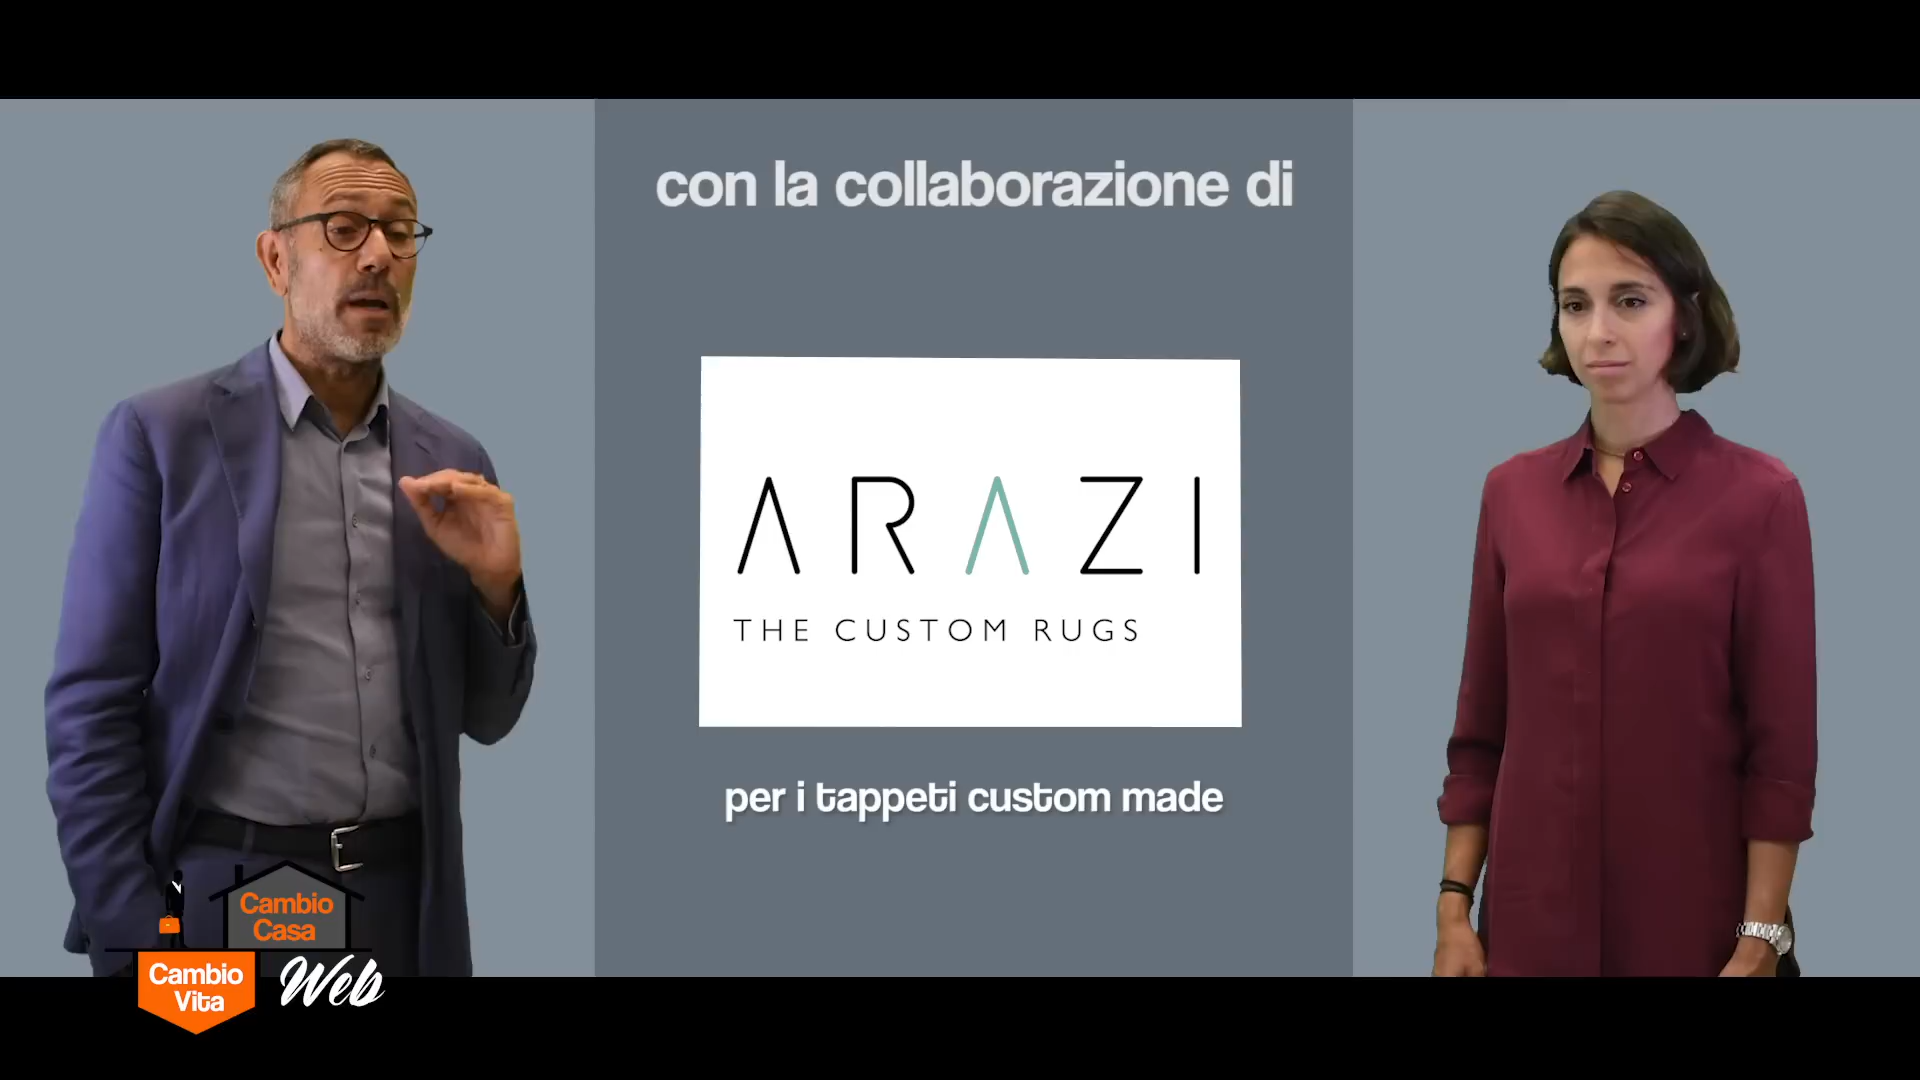 con la collaborazione di
ARAZI
THE CUSTOM RUGS
per i tappeti custom made
Cambio
Casa
Cambio
Vita
Web